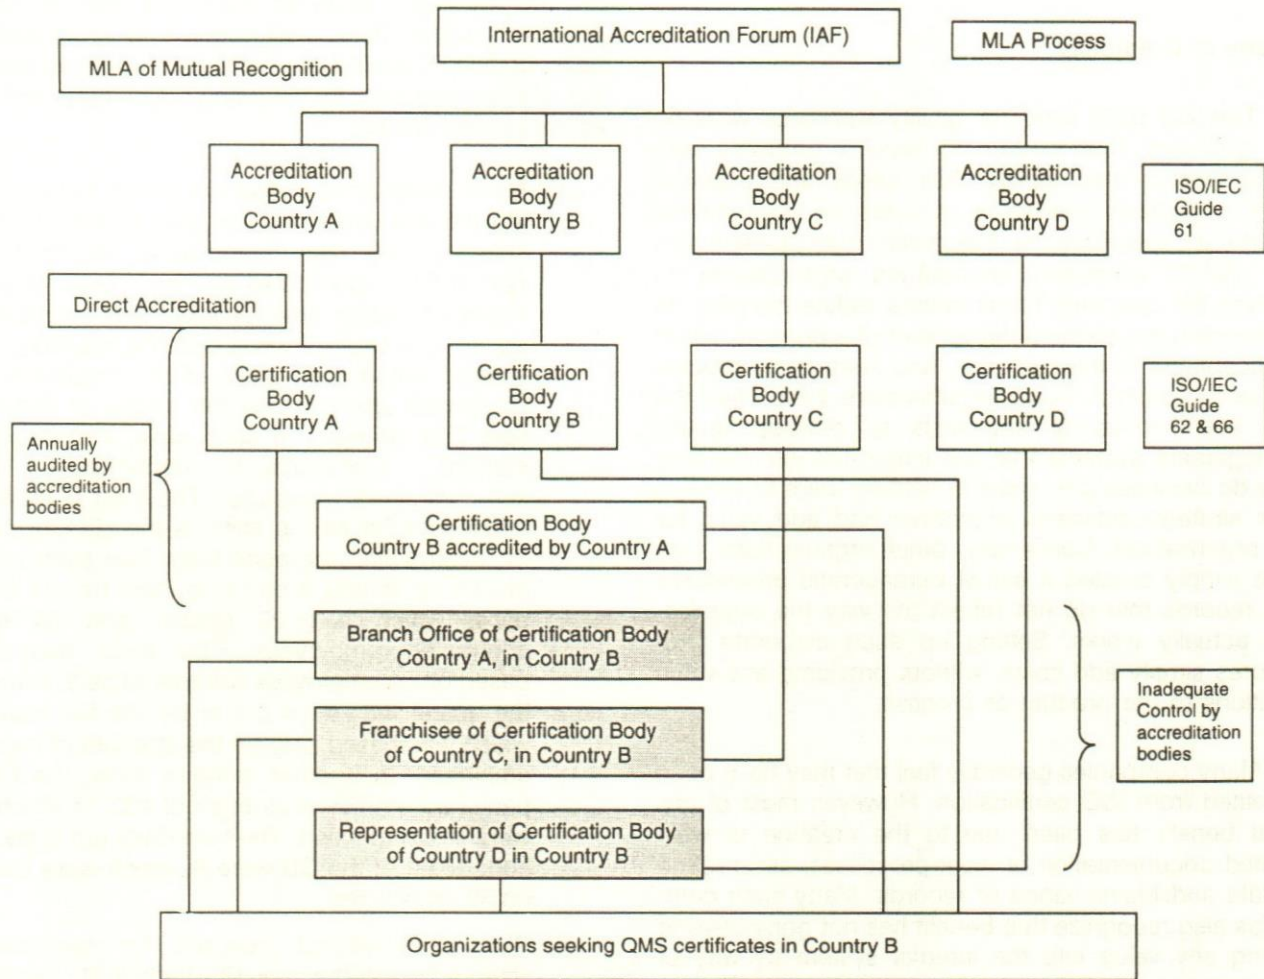 International Accreditation Forum (IAF)
MLA Process
MLA of Mutual Recognition
Accreditation
Body
Country A
Accreditation
Body
Country B
Accreditation
Body
Country C
Accreditation
Body
Country D
ISO/IEC
Guide
61
Direct Accreditation
Certification
Body
Country A
Certification
Body
Country B
Certification
Body
Country C
Certification
Body
Country D
ISO/IEC
Guide
62 & 66
Annually
audited by
accreditation
bodies
Certification Body
Country B accredited by Country A
Branch Office of Certification Body
Country A, in Country B
Franchisee of Certification Body
of Country C, in Country B
Representation of Certification Body
of Country D in Country B
Inadequate
Control by
accreditation
bodies
Organizations seeking QMS certificates in Country B